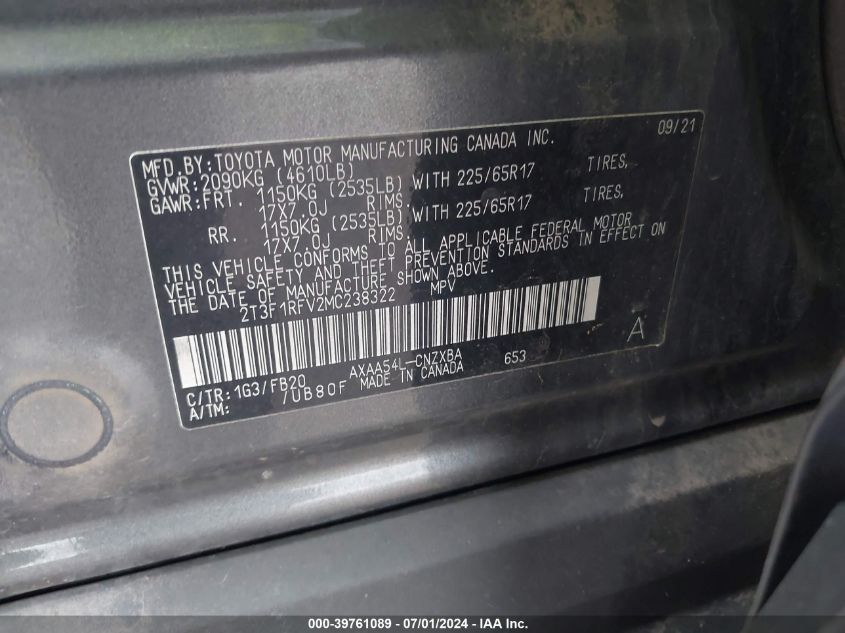 09/21
MFD.BY:TOYOTA MOTOR MANUFACTURING CANADA INC.
GVWR:2090KG (4610LB)
GAWR:FRT. 1150KG (2535LB) WITH 225/65R17 TIRES,
17X7.0J RIMS,
RR. 1150KG (2535LB) WITH 225/65R17 TIRES,
17X7.0J RIMS.
THIS VEHICLE CONFORMS TO ALL APPLICABLE FEDERAL MOTOR
VEHICLE SAFETY AND THEFT PREVENTION STANDARDS IN EFFECT ON
THE DATE OF MANUFACTURE SHOWN ABOVE.
2T3F1RFV2MC238322 MPV
A
AXAA54L-CNZXBA 653
C/TR:1G3/FB20 MADE IN CANADA
A/TM: /UB80F
000-39761089 - 07/01/2024 - IAA Inc.